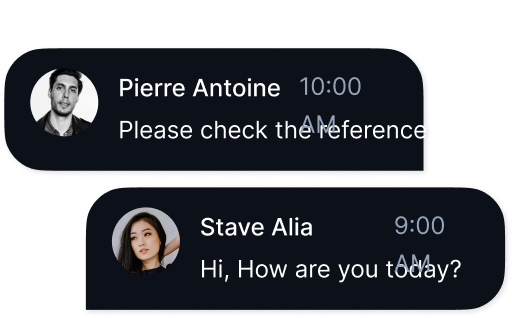 Pierre Antoine 10:00
AM
Please check the reference
Stave Alia 9:00
AM
Hi, How are you today?